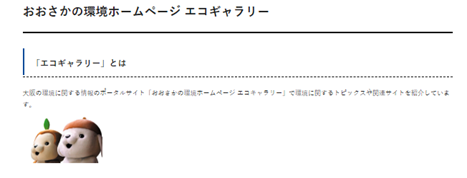 おおさかの環境ホームページ エコギャラリー
「エコギャラリー」とは
大阪の環境に関する情報のポータルサイト「おおさかの環境ホームページ エコギャラリー」で環境に関するトピックスや関連サイトを紹介していま
す。